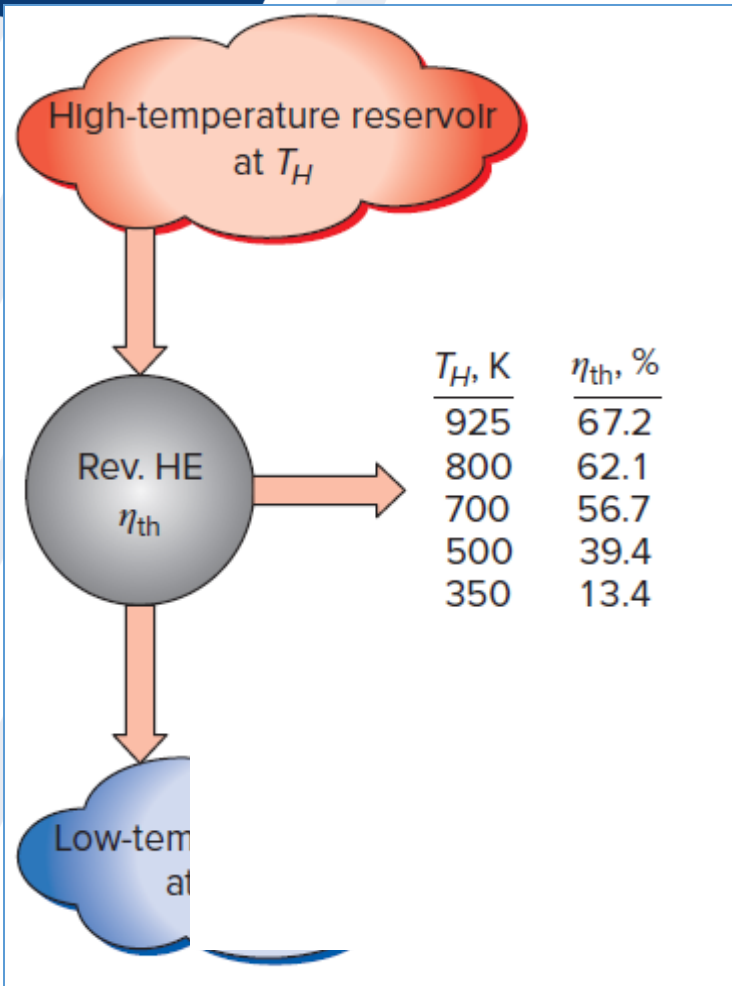 High-temperature reservoir
at T_H
T_H, K η_th, %
925 67.2
Rev. HE
800 62.1
η_th
700 56.7
500 39.4
350 13.4
Low-tem
at